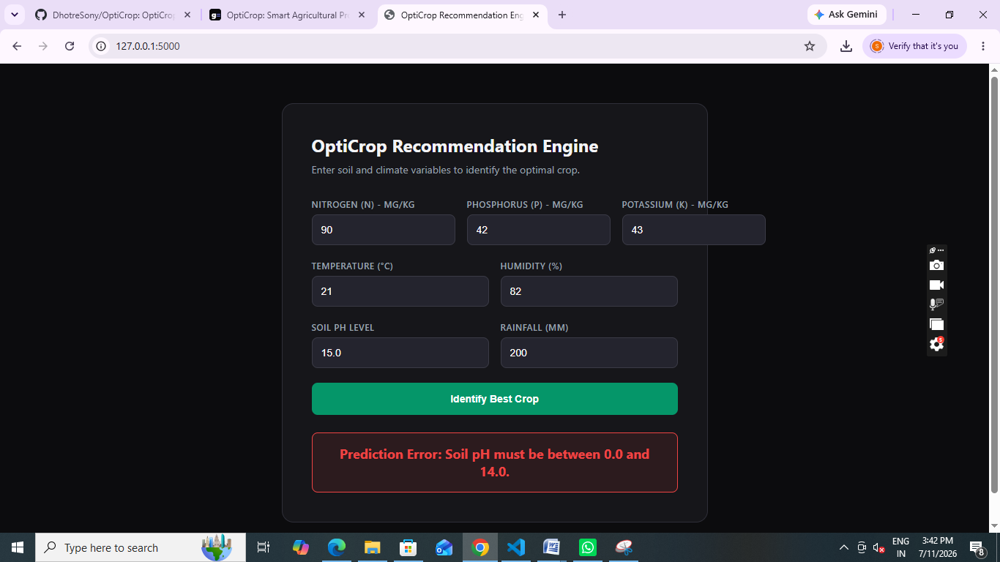 DhotreSony/OptiCrop: OptiCrop
OptiCrop: Smart Agricultural Pro
OptiCrop Recommendation Eng
Ask Gemini
127.0.0.1:5000
Verify that it's you
OptiCrop Recommendation Engine
Enter soil and climate variables to identify the optimal crop.
NITROGEN (N) - MG/KG PHOSPHORUS (P) - MG/KG POTASSIUM (K) - MG/KG
90 42 43
TEMPERATURE (°C) HUMIDITY (%)
21 82
SOIL PH LEVEL RAINFALL (MM)
15.0 200
Identify Best Crop
Prediction Error: Soil pH must be between 0.0 and
14.0.
5
Type here to search
ENG
IN
3:42 PM
7/11/2026
8